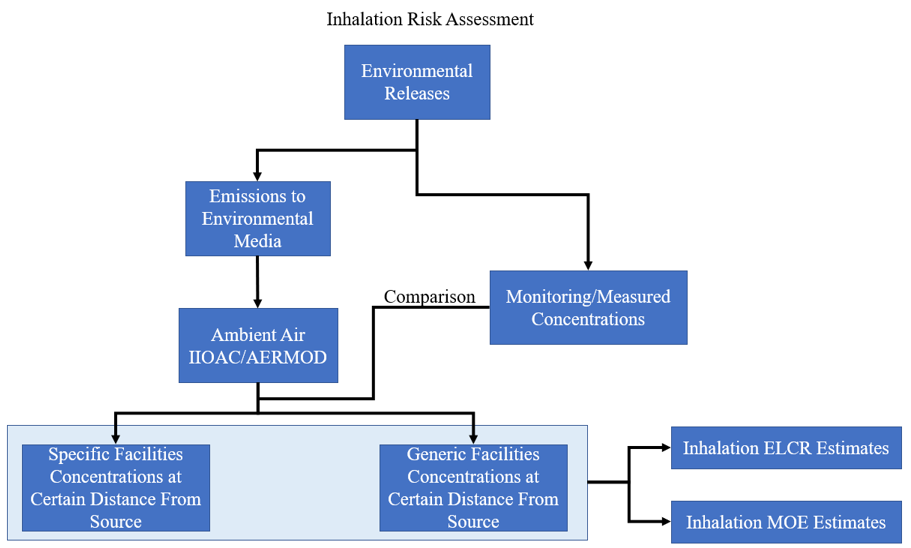 Inhalation Risk Assessment
Environmental
Releases
Emissions to
Environmental
Media
Comparison
Monitoring/Measured
Concentrations
Ambient Air
IIOAC/AERMOD
Specific Facilities
Concentrations at
Certain Distance From
Source
Generic Facilities
Concentrations at
Certain Distance From
Source
Inhalation ELCR Estimates
Inhalation MOE Estimates